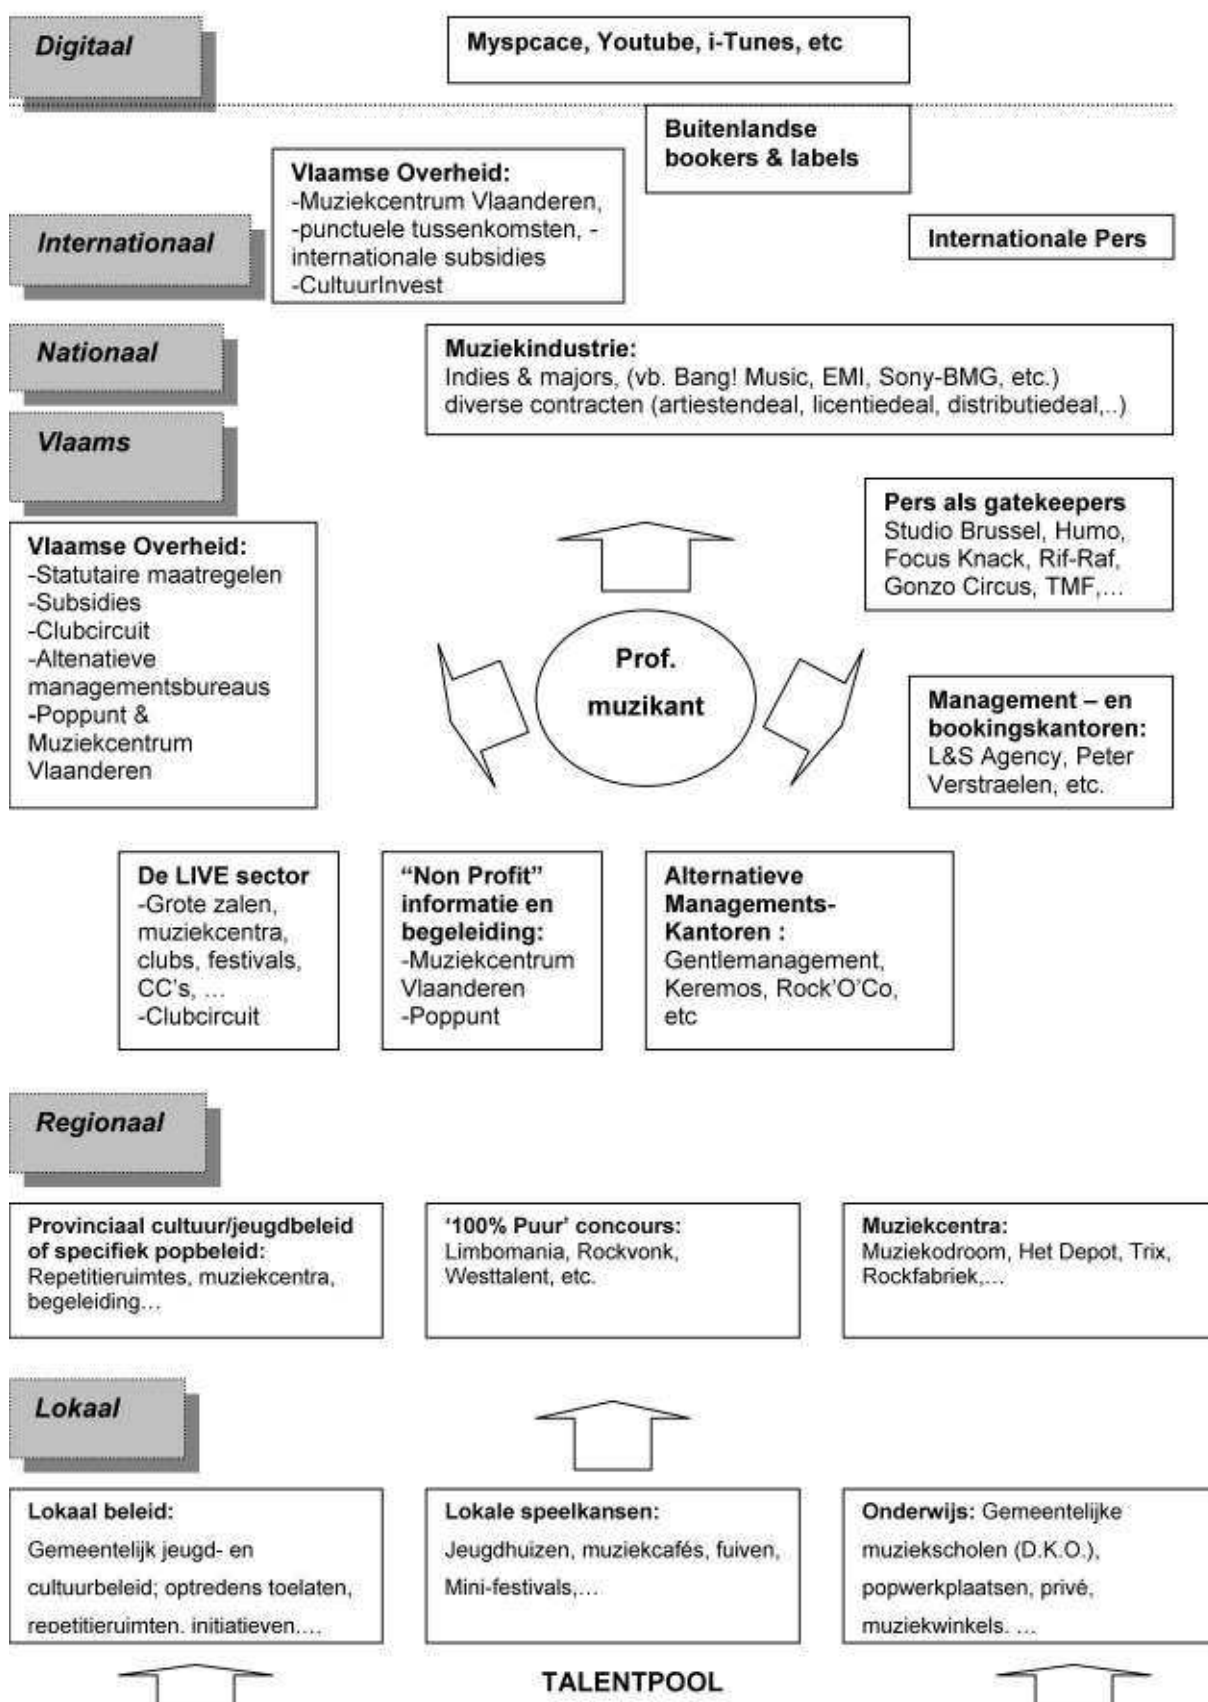 Digitaal
Myspcace, Youtube, i-Tunes, etc
Buitenlandse
bookers & labels
Vlaamse Overheid:
-Muziekcentrum Vlaanderen,
-punctuele tussenkomsten, -
internationale subsidies
-CultuurInvest
Internationaal
Internationale Pers
Nationaal
Muziekindustrie:
Indies & majors, (vb. Bang! Music, EMI, Sony-BMG, etc.)
diverse contracten (artiestendeal, licentiedeal, distributiedeal,..)
Vlaams
Pers als gatekeepers
Studio Brussel, Humo,
Focus Knack, Rif-Raf,
Gonzo Circus, TMF,…
Vlaamse Overheid:
-Statutaire maatregelen
-Subsidies
-Clubcircuit
-Altenatieve
managementsbureaus
-Poppunt &
Muziekcentrum
Vlaanderen
Prof.
muzikant
Management – en
bookingskantoren:
L&S Agency, Peter
Verstraelen, etc.
De LIVE sector
-Grote zalen,
muziekcentra,
clubs, festivals,
CC's, …
-Clubcircuit
“Non Profit”
informatie en
begeleiding:
-Muziekcentrum
Vlaanderen
-Poppunt
Alternatieve
Managements-
Kantoren :
Gentlemanagement,
Keremos, Rock'O'Co,
etc
Regionaal
Provinciaal cultuur/jeugdbeleid
of specifiek popbeleid:
Repetitieruimtes, muziekcentra,
begeleiding…
‘100% Puur’ concours:
Limbomania, Rockvonk,
Westtalent, etc.
Muziekcentra:
Muziekodroom, Het Depot, Trix,
Rockfabriek,…
Lokaal
Lokaal beleid:
Gemeentelijk jeugd- en
cultuurbeleid; optredens toelaten,
repetitieruimten, initiatieven,…
Lokale speelkansen:
Jeugdhuizen, muziekcafés, fuiven,
Mini-festivals,…
Onderwijs: Gemeentelijke
muziekscholen (D.K.O.),
popwerkplaatsen, privé,
muziekwinkels, …
TALENTPOOL